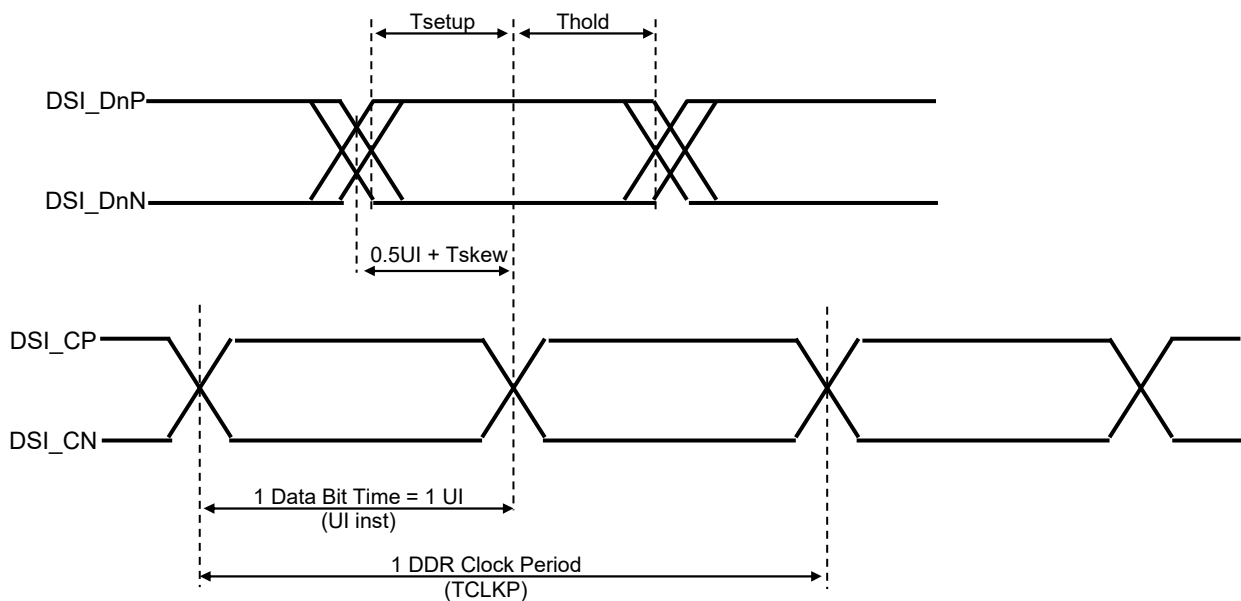 Tsetup
Thold
DSI_DnP
DSI_DnN
0.5UI + Tskew
DSI_CP
DSI_CN
1 Data Bit Time = 1 UI
(UI inst)
1 DDR Clock Period
(TCLKP)